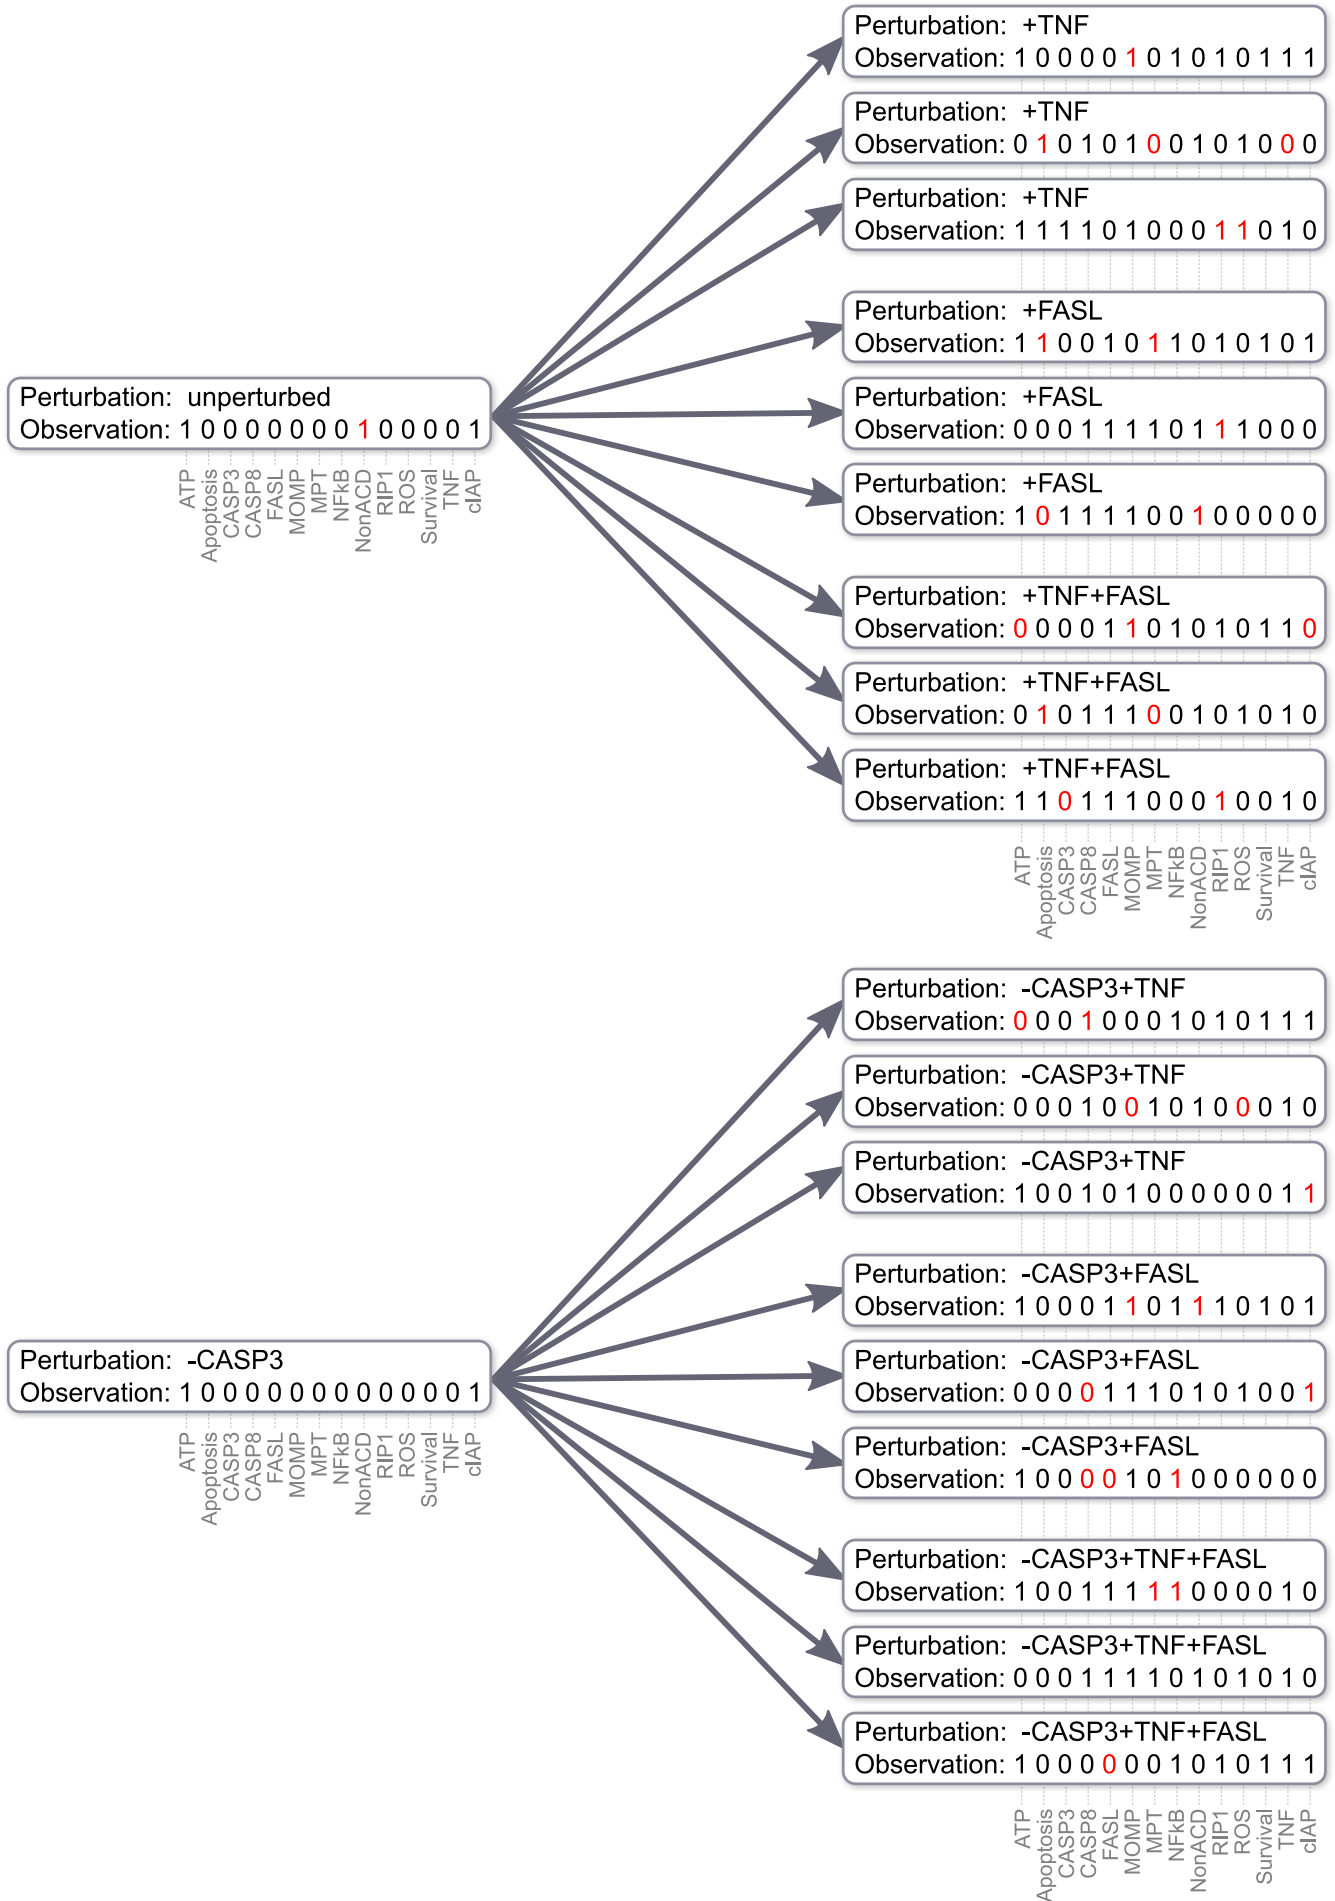 Perturbation: +TNF
Observation: 1 0 0 0 0 1 0 1 0 1 0 1 1 1
Perturbation: +TNF
Observation: 0 1 0 1 0 1 0 0 1 0 1 0 0 0
Perturbation: +TNF
Observation: 1 1 1 1 0 1 0 0 0 1 1 0 1 0
Perturbation: +FASL
Observation: 1 1 0 0 1 0 1 1 0 1 0 1 0 1
Perturbation: +FASL
Observation: 0 0 0 1 1 1 1 0 1 1 1 0 0 0
Perturbation: +FASL
Observation: 1 0 1 1 1 1 0 0 1 0 0 0 0 0
Perturbation: +TNF+FASL
Observation: 0 0 0 0 1 1 0 1 0 1 0 1 1 0
Perturbation: +TNF+FASL
Observation: 0 1 0 1 1 1 0 0 1 0 1 0 1 0
Perturbation: +TNF+FASL
Observation: 1 1 0 1 1 1 0 0 0 1 0 0 1 0
ATP
Apoptosis
CASP3
CASP8
FASL
MOMP
MPT
NFkB
NonACD
RIP1
ROS
Survival
TNF
cIAP
Perturbation: unperturbed
Observation: 1 0 0 0 0 0 0 0 1 0 0 0 0 1
ATP
Apoptosis
CASP3
CASP8
FASL
MOMP
MPT
NFkB
NonACD
RIP1
ROS
Survival
TNF
cIAP
Perturbation: -CASP3+TNF
Observation: 0 0 0 1 0 0 0 1 0 1 0 1 1 1
Perturbation: -CASP3+TNF
Observation: 0 0 0 1 0 0 1 0 1 0 0 0 1 0
Perturbation: -CASP3+TNF
Observation: 1 0 0 1 0 1 0 0 0 0 0 0 1 1
Perturbation: -CASP3+FASL
Observation: 1 0 0 0 1 1 0 1 1 1 0 1 0 1
Perturbation: -CASP3+FASL
Observation: 0 0 0 0 1 1 1 0 1 0 1 0 0 1
Perturbation: -CASP3+FASL
Observation: 1 0 0 0 0 1 0 1 0 0 0 0 0 0
Perturbation: -CASP3+TNF+FASL
Observation: 1 0 0 1 1 1 1 1 0 0 0 0 1 0
Perturbation: -CASP3+TNF+FASL
Observation: 0 0 0 1 1 1 1 0 1 0 1 0 1 0
Perturbation: -CASP3+TNF+FASL
Observation: 1 0 0 0 0 0 0 1 0 1 0 1 1 1
ATP
Apoptosis
CASP3
CASP8
FASL
MOMP
MPT
NFkB
NonACD
RIP1
ROS
Survival
TNF
cIAP
Perturbation: -CASP3
Observation: 1 0 0 0 0 0 0 0 0 0 0 0 0 1
ATP
Apoptosis
CASP3
CASP8
FASL
MOMP
MPT
NFkB
NonACD
RIP1
ROS
Survival
TNF
cIAP